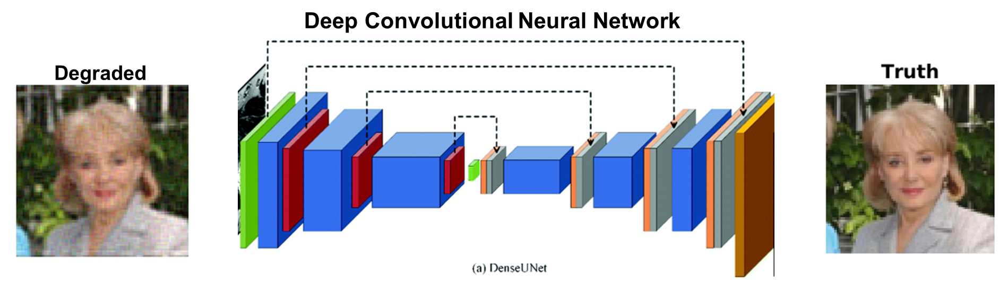 Deep Convolutional Neural Network
Degraded
Truth
(a) DenseUNet